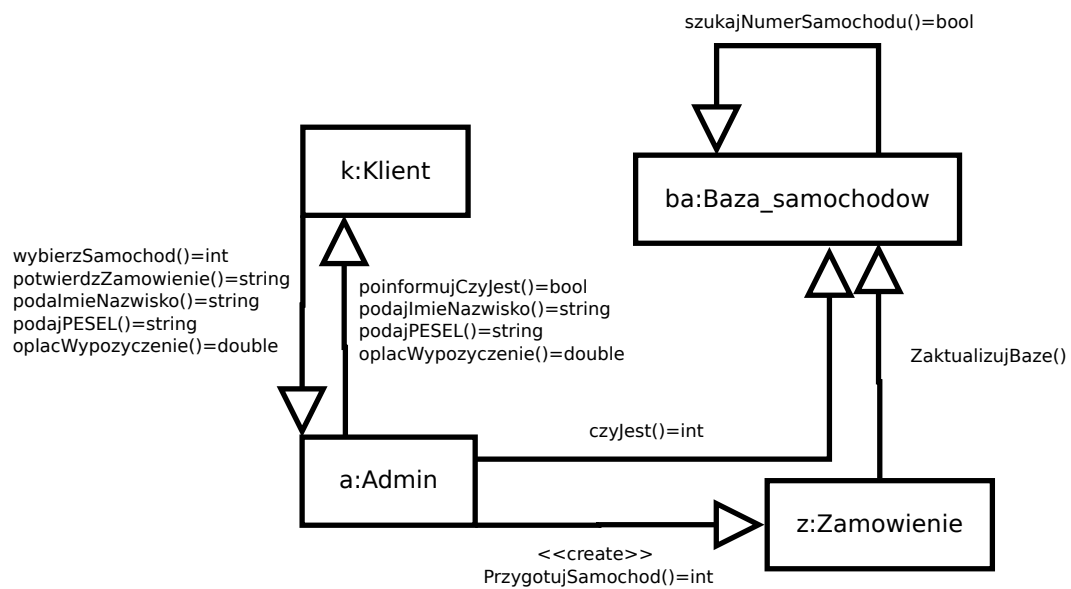 szukajNumerSamochodu()=bool
k:Klient
ba:Baza_samochodow
wybierzSamochod()=int
potwierdzZamowienie()=string
podaImieNazwisko()=string
podajPESEL()=string
oplacWypozyczenie()=double
poinformujCzyJest()=bool
podajImieNazwisko()=string
podajPESEL()=string
oplacWypozyczenie()=double
ZaktualizujBaze()
czyJest()=int
a:Admin
z:Zamowienie
<<create>>
PrzygotujSamochod()=int